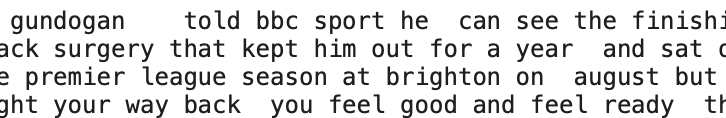 gundogan    told bbc sport he  can see the finishi
ack surgery that kept him out for a year  and sat o
e premier league season at brighton on  august but
ght your way back  you feel good and feel ready  th